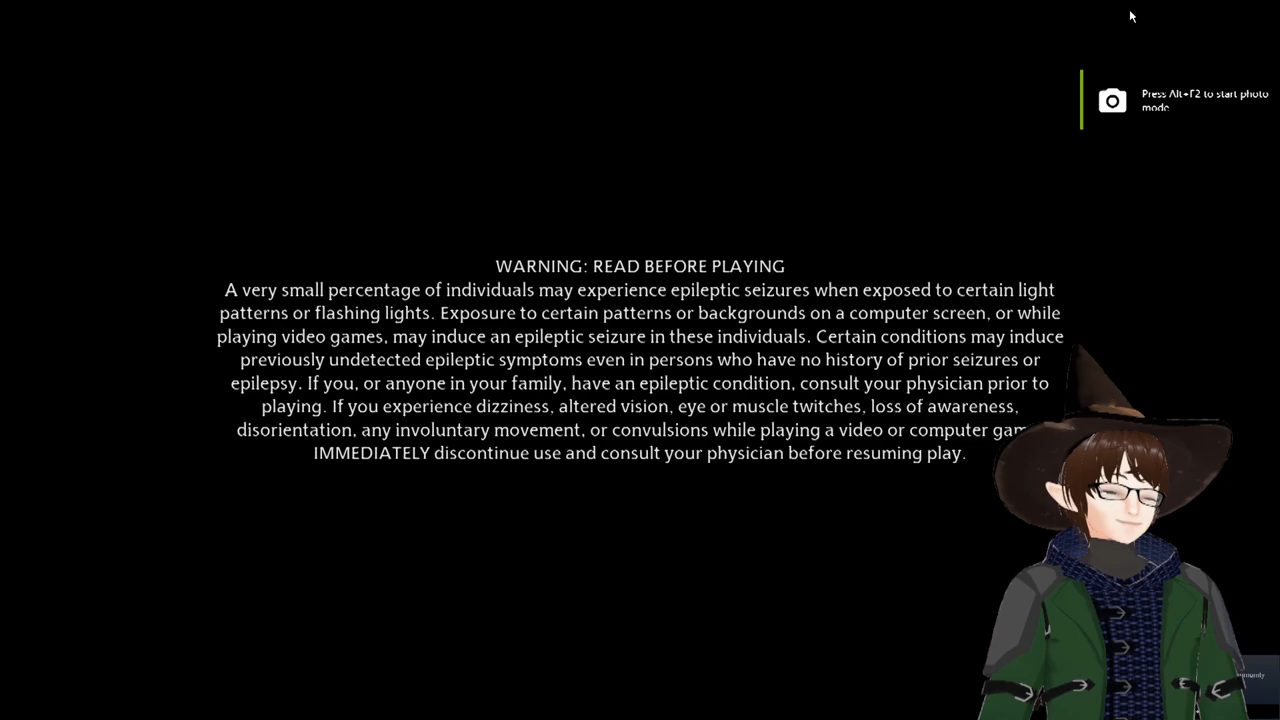 Press Alt+F2 to start photo
mode
WARNING: READ BEFORE PLAYING
A very small percentage of individuals may experience epileptic seizures when exposed to certain light
patterns or flashing lights. Exposure to certain patterns or backgrounds on a computer screen, or while
playing video games, may induce an epileptic seizure in these individuals. Certain conditions may induce
previously undetected epileptic symptoms even in persons who have no history of prior seizures or
epilepsy. If you, or anyone in your family, have an epileptic condition, consult your physician prior to
playing. If you experience dizziness, altered vision, eye or muscle twitches, loss of awareness,
disorientation, any involuntary movement, or convulsions while playing a video or computer gam
IMMEDIATELY discontinue use and consult your physician before resuming play.